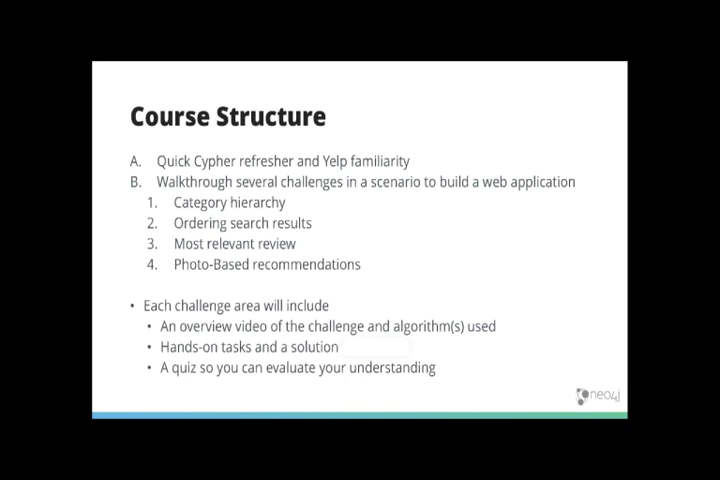 Course Structure
A. Quick Cypher refresher and Yelp familiarity
B. Walkthrough several challenges in a scenario to build a web application
1. Category hierarchy
2. Ordering search results
3. Most relevant review
4. Photo-Based recommendations
• Each challenge area will include
• An overview video of the challenge and algorithm(s) used
• Hands-on tasks and a solution
• A quiz so you can evaluate your understanding
neo4j